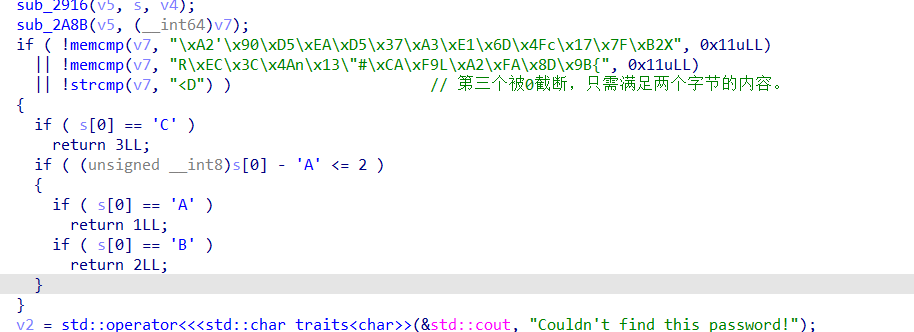 sub_2916(v5, s, v4);
sub_2A8B(v5, (__int64)v7);
if ( !memcmp(v7, "\xA2'\x90\xD5\xEA\xD5\x37\xA3\xE1\x6D\x4Fc\x17\x7F\xB2X", 0x11uLL)
|| !memcmp(v7, "R\xEC\x3C\x4An\x13\"#\xCA\xF9L\xA2\xFA\x8D\x9B{", 0x11uLL)
|| !strcmp(v7, "<D") ) // 第三个被0截断，只需满足两个字节的内容。
{
if ( s[0] == 'C' )
return 3LL;
if ( (unsigned __int8)s[0] - 'A' <= 2 )
{
if ( s[0] == 'A' )
return 1LL;
if ( s[0] == 'B' )
return 2LL;
}
}
v2 = std::operator<<<std::char_traits<char>>(&std::cout, "Couldn't find this password!");